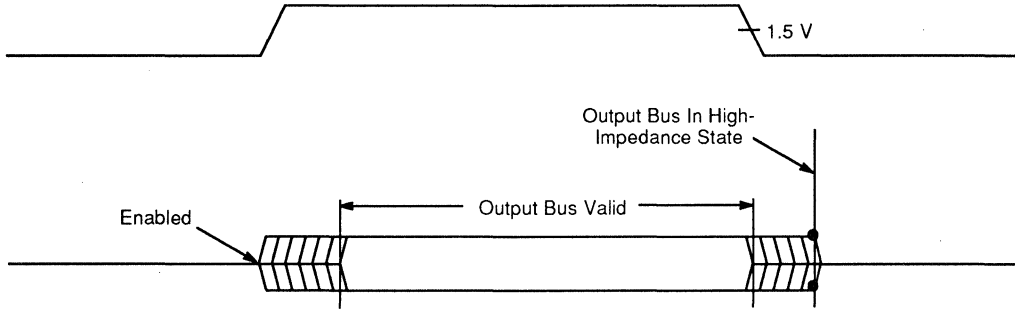 1.5 V
Output Bus In High-
Impedance State
Output Bus Valid
Enabled